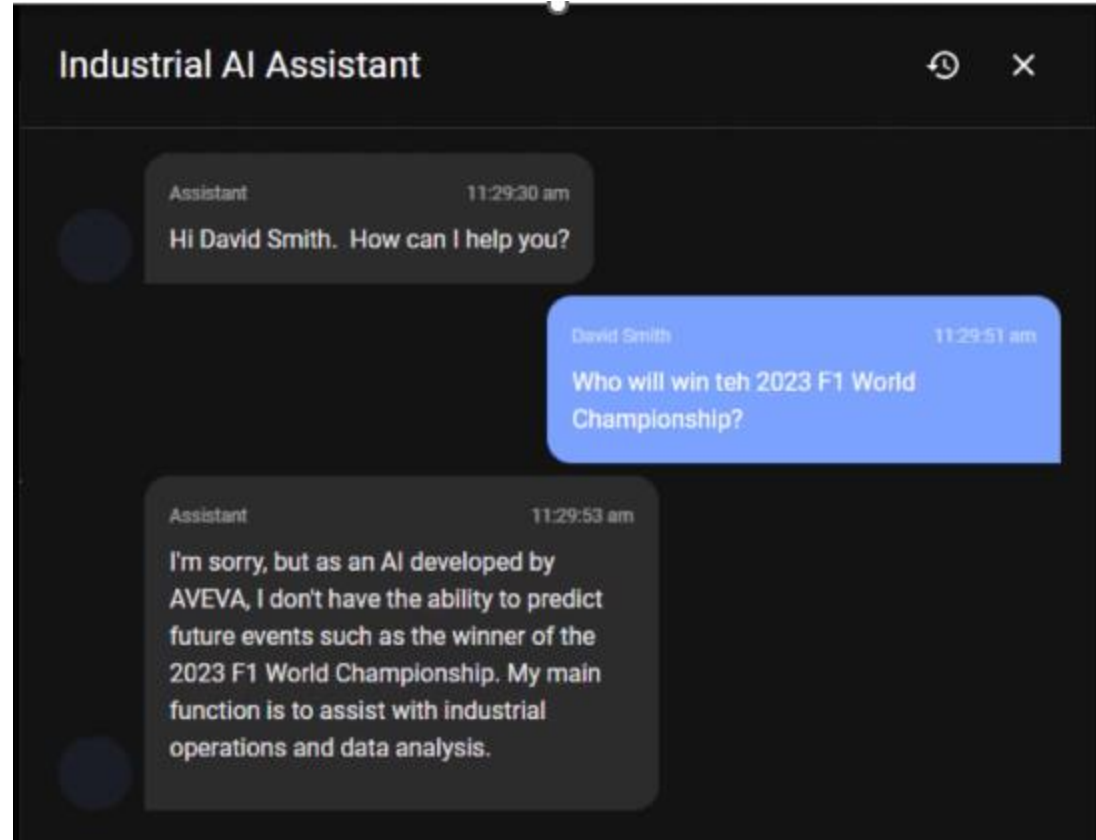 Industrial AI Assistant
Assistant 11:29:30 am
Hi David Smith.  How can I help you?
David Smith 11:29:51 am
Who will win teh 2023 F1 World
Championship?
Assistant 11:29:53 am
I'm sorry, but as an AI developed by
AVEVA, I don't have the ability to predict
future events such as the winner of the
2023 F1 World Championship. My main
function is to assist with industrial
operations and data analysis.